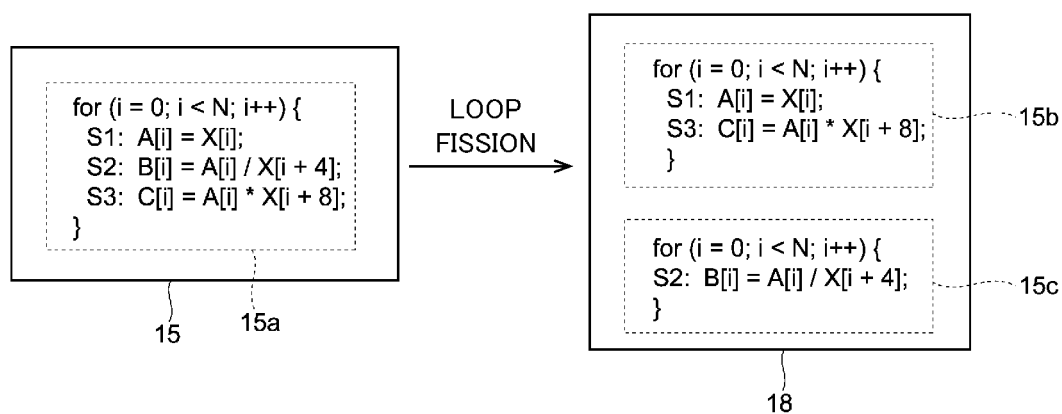 for (i = 0; i < N; i++) {
S1: A[i] = X[i];
S2: B[i] = A[i] / X[i + 4];
S3: C[i] = A[i] * X[i + 8];
}
15a
15
LOOP
FISSION
for (i = 0; i < N; i++) {
S1: A[i] = X[i];
S3: C[i] = A[i] * X[i + 8];
}
15b
for (i = 0; i < N; i++) {
S2: B[i] = A[i] / X[i + 4];
}
15c
18